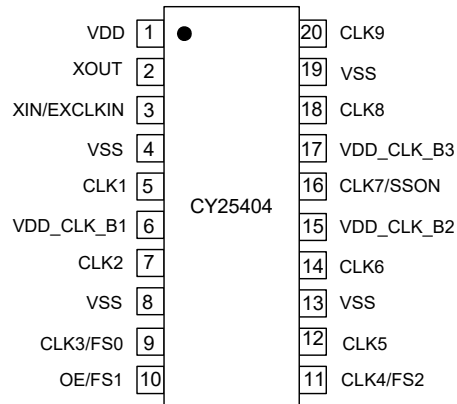 VDD 1 20 CLK9
XOUT 2 19 VSS
XIN/EXCLKIN 3 18 CLK8
VSS 4 17 VDD_CLK_B3
CLK1 5 16 CLK7/SSON
CY25404
VDD_CLK_B1 6 15 VDD_CLK_B2
CLK2 7 14 CLK6
VSS 8 13 VSS
CLK3/FS0 9 12 CLK5
OE/FS1 10 11 CLK4/FS2